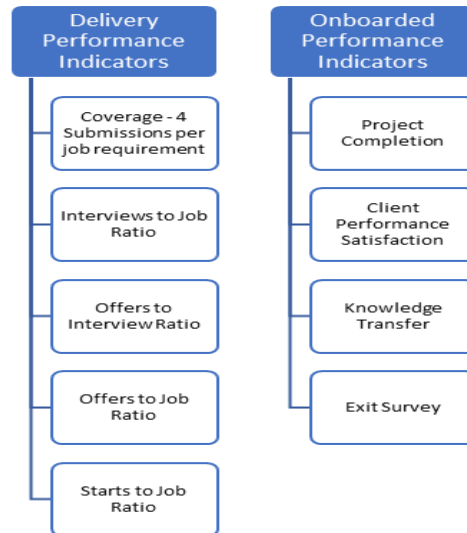 Delivery
Performance
Indicators
Coverage - 4
Submissions per
job requirement
Interviews to Job
Ratio
Offers to
Interview Ratio
Offers to Job
Ratio
Starts to Job
Ratio
Onboarded
Performance
Indicators
Project
Completion
Client
Performance
Satisfaction
Knowledge
Transfer
Exit Survey